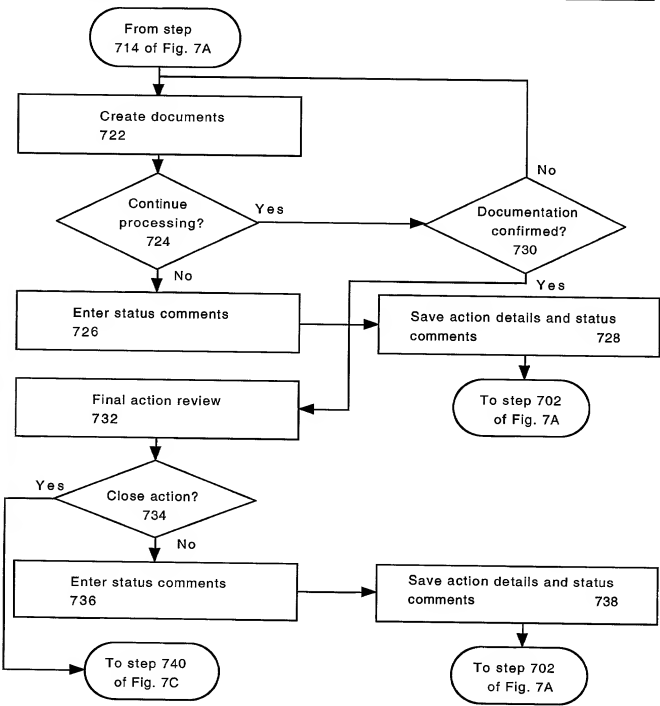 From step
714 of Fig. 7A
Create documents
722
Continue
processing?
724
Yes
No
Documentation
confirmed?
730
No
Yes
Enter status comments
726
Save action details and status
comments 728
To step 702
of Fig. 7A
Final action review
732
Close action?
734
Yes
No
Enter status comments
736
Save action details and status
comments 738
To step 740
of Fig. 7C
To step 702
of Fig. 7A